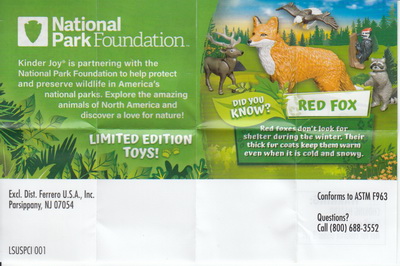 National
Park Foundation™
Kinder Joy® is partnering with the
National Park Foundation to help protect
and preserve wildlife in America's
national parks. Explore the amazing
animals of North America and
discover a love for nature!
LIMITED EDITION
TOYS!
DID YOU
KNOW?
RED FOX
Red foxes don't look for
shelter during the winter. Their
thick fur coats keep them warm
even when it is cold and snowy.
Excl. Dist. Ferrero U.S.A., Inc.
Parsippany, NJ 07054
LSUSPCI 001
Conforms to ASTM F963
Questions?
Call (800) 688-3552